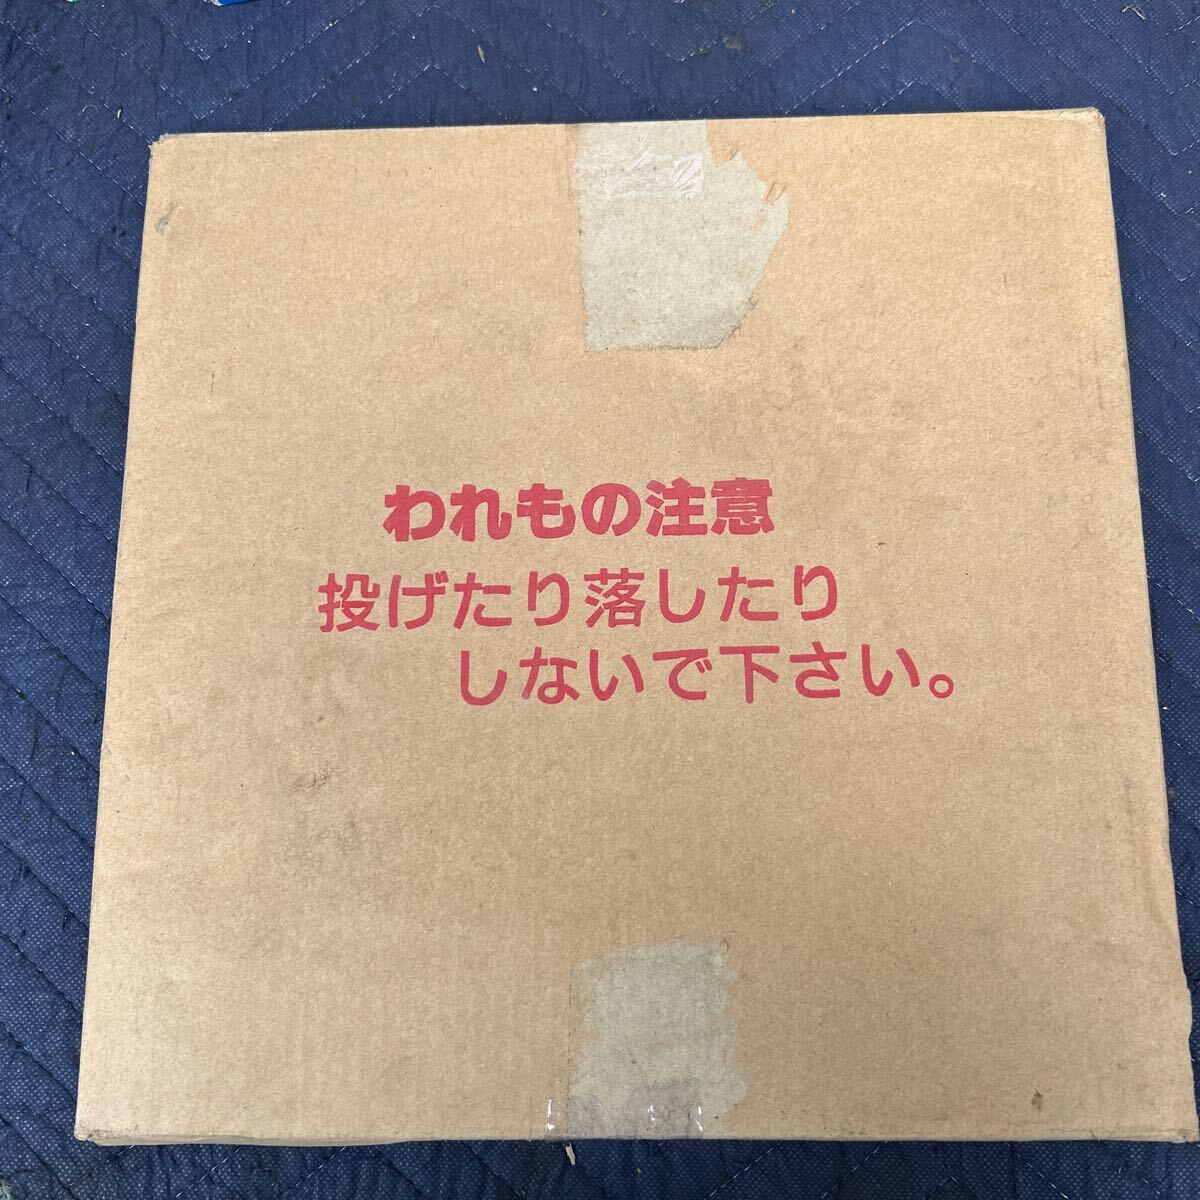 われもの注意
投げたり落したり
しないで下さい。